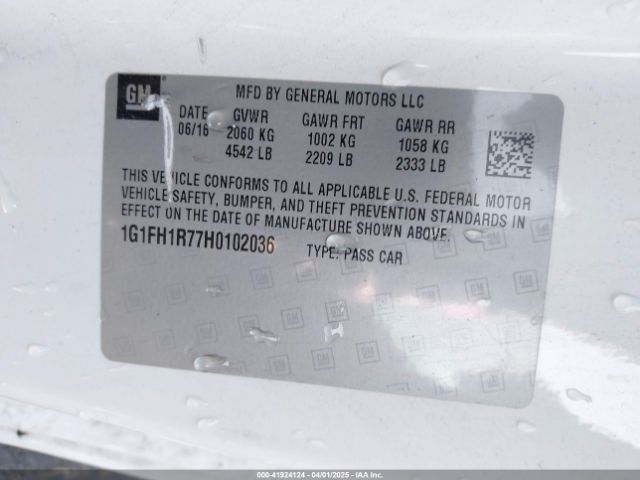 GM
MFD BY GENERAL MOTORS LLC
DATE GVWR GAWR FRT GAWR RR
06/16 2060 KG 1002 KG 1058 KG
4542 LB 2209 LB 2333 LB
THIS VEHICLE CONFORMS TO ALL APPLICABLE U.S. FEDERAL MOTOR
VEHICLE SAFETY, BUMPER, AND THEFT PREVENTION STANDARDS IN
EFFECT ON THE DATE OF MANUFACTURE SHOWN ABOVE.
1G1FH1R77H0102036 TYPE: PASS CAR
000-41924124 - 04/01/2025 - IAAI.COM